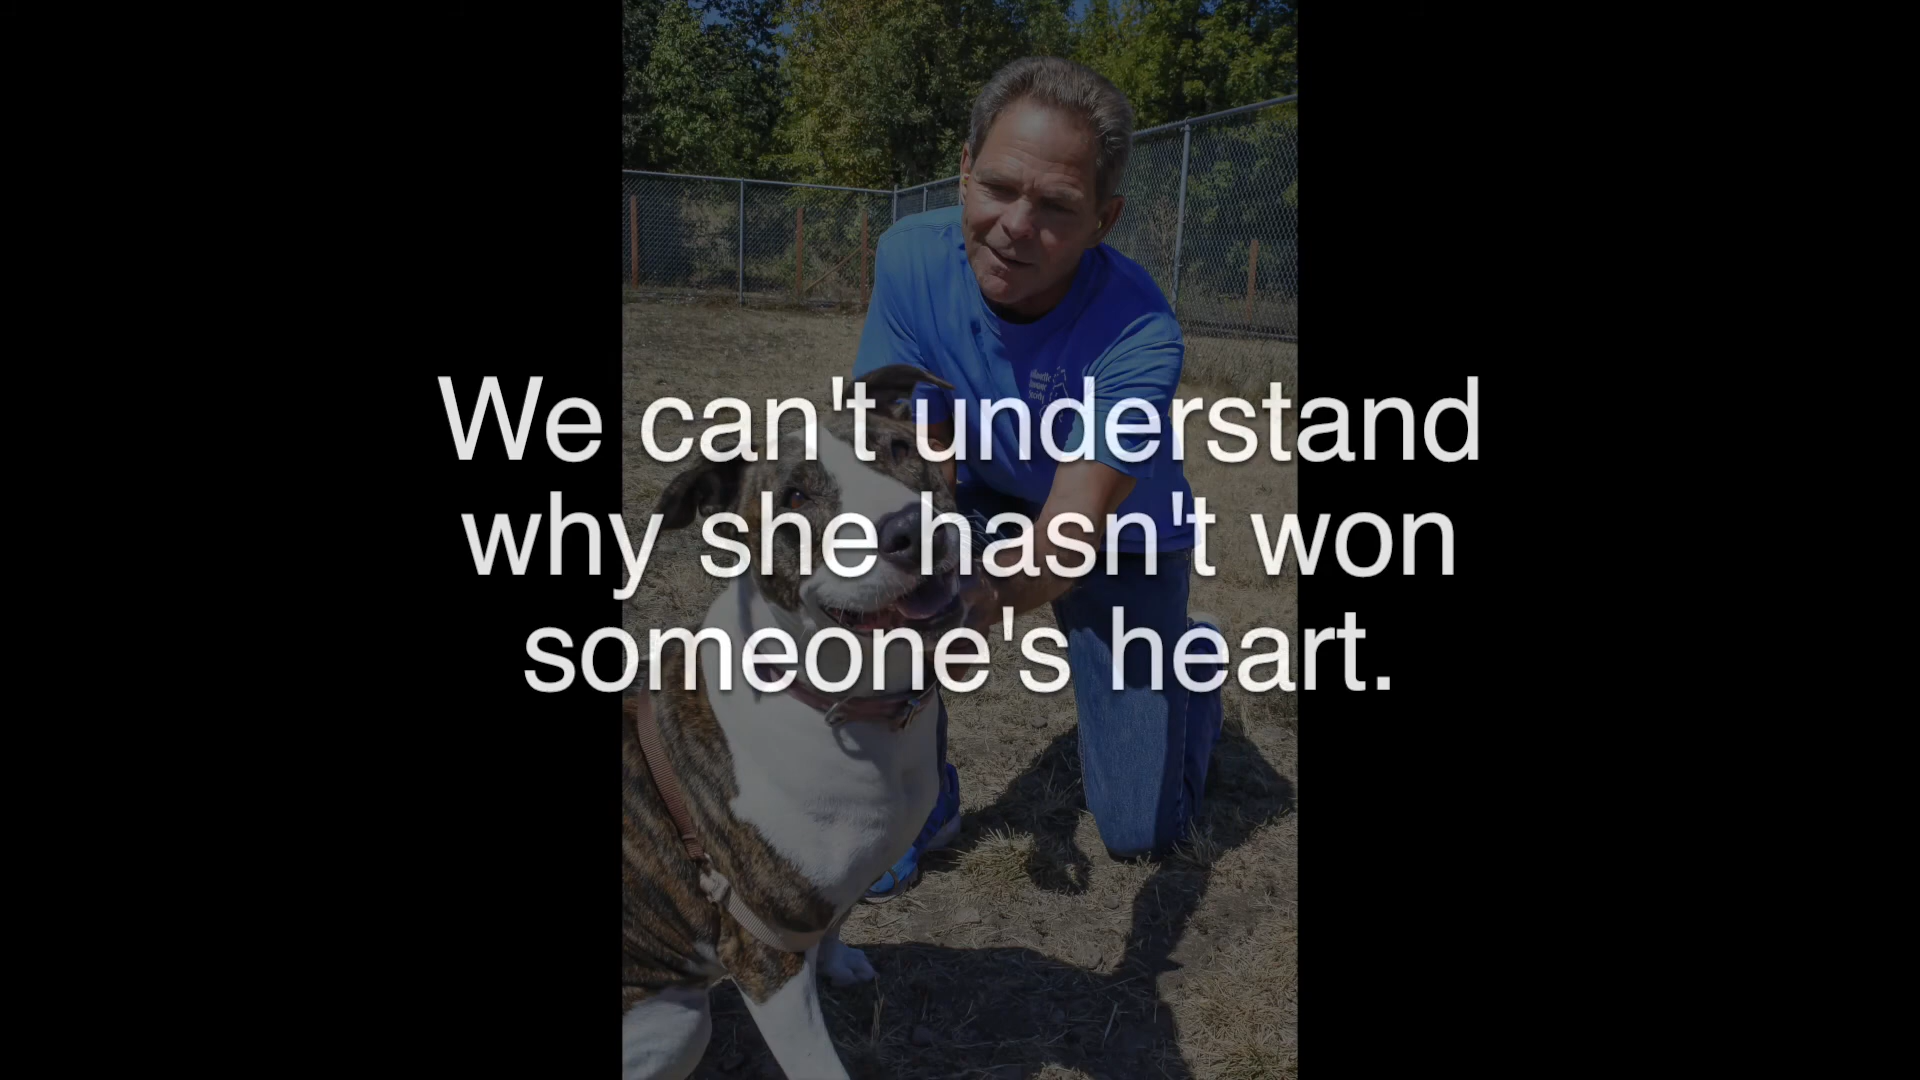 We can't understand
why she hasn't won
someone's heart.